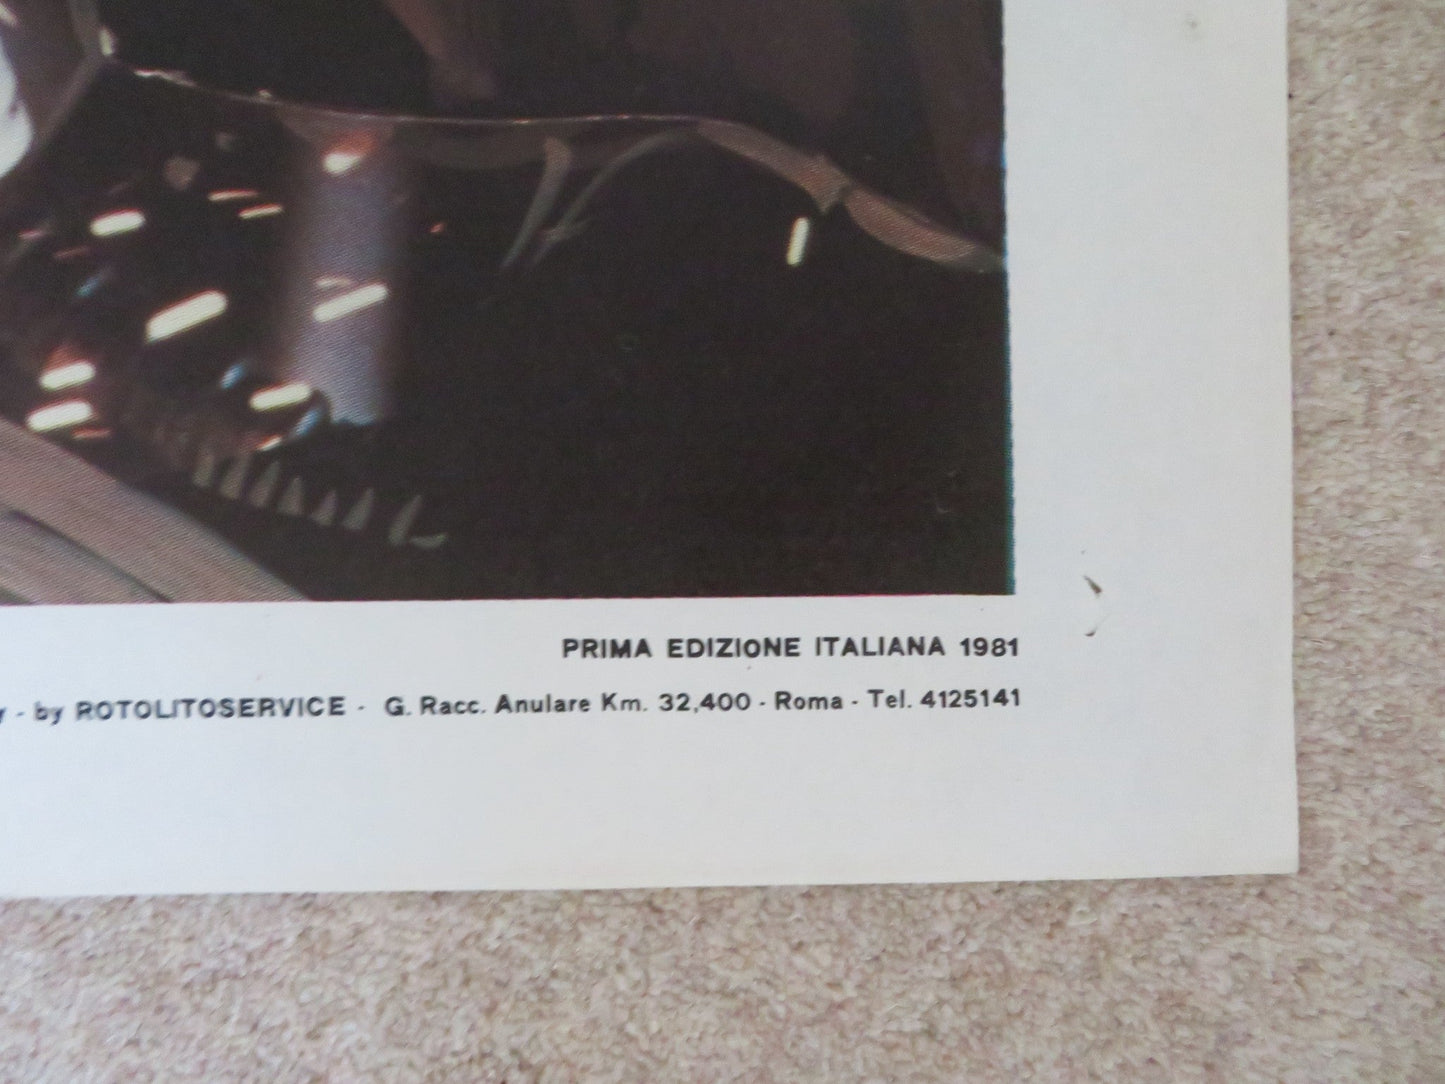 PRIMA EDIZIONE ITALIANA 1981
- by ROTOLITOSERVICE - G. Racc. Anulare Km. 32,400 - Roma - Tel. 4125141